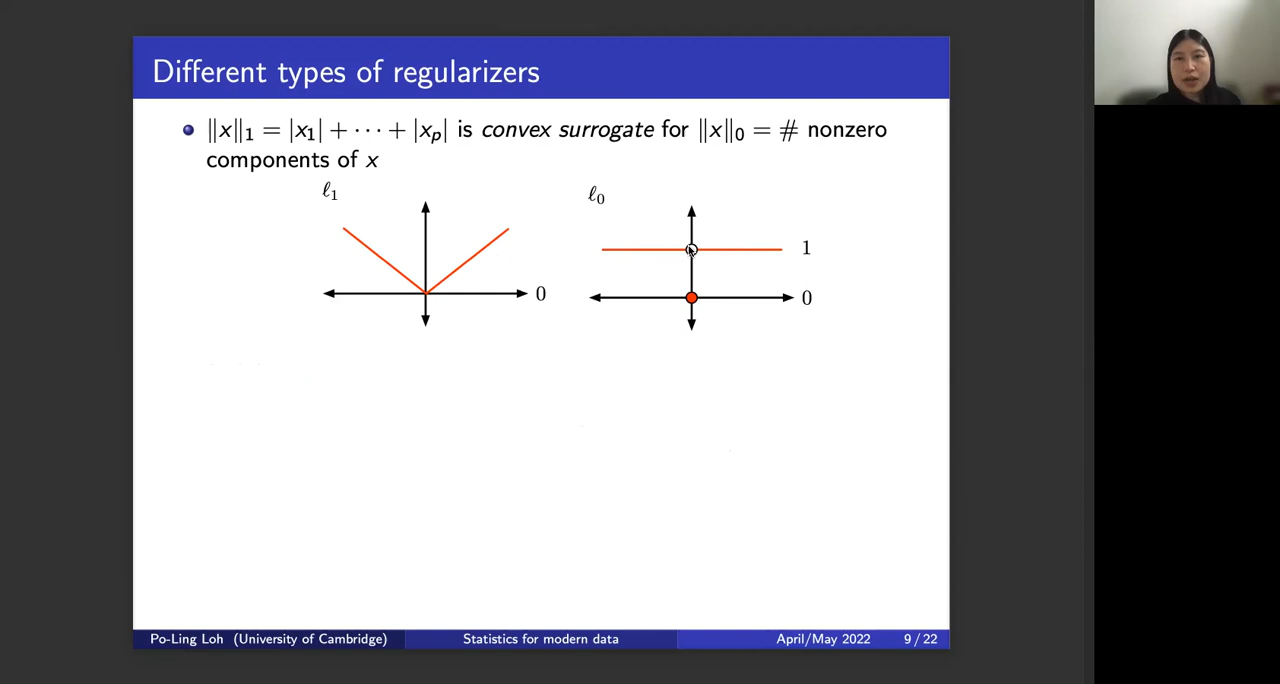 Different types of regularizers
‖x‖₁ = |x₁| + ⋯ + |xₚ| is convex surrogate for ‖x‖₀ = # nonzero
components of x
ℓ₁
ℓ₀
1
0
0
Po-Ling Loh (University of Cambridge) Statistics for modern data April/May 2022 9 / 22